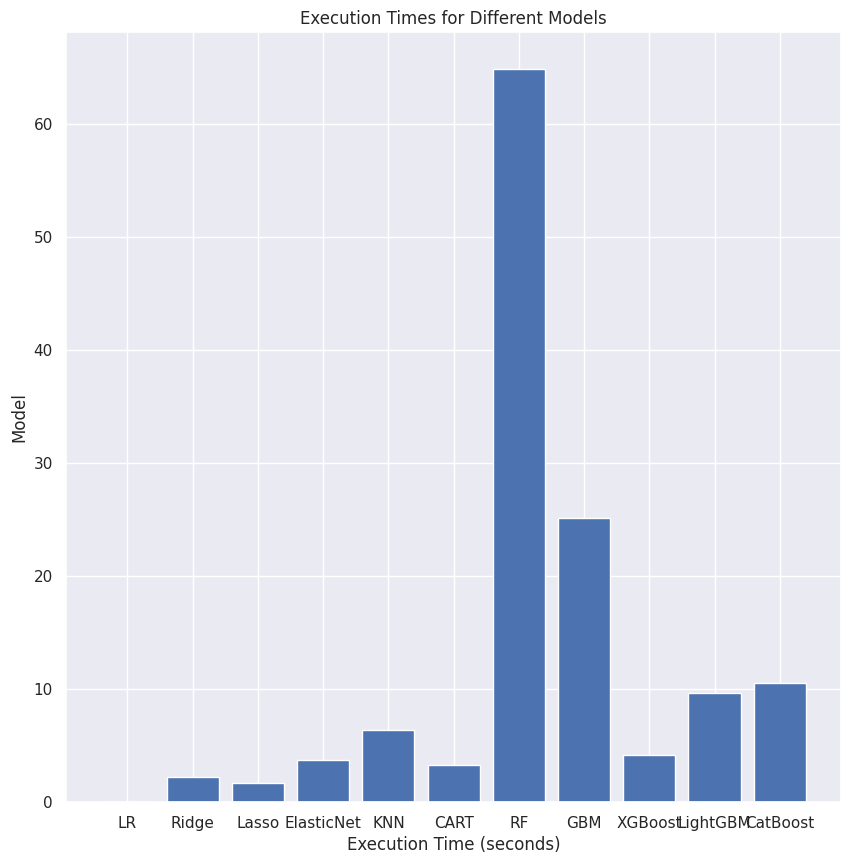 Execution Times for Different Models
Model
60
50
40
30
20
10
0
LR Ridge Lasso ElasticNet KNN CART RF GBM XGBoost LightGBM CatBoost
Execution Time (seconds)